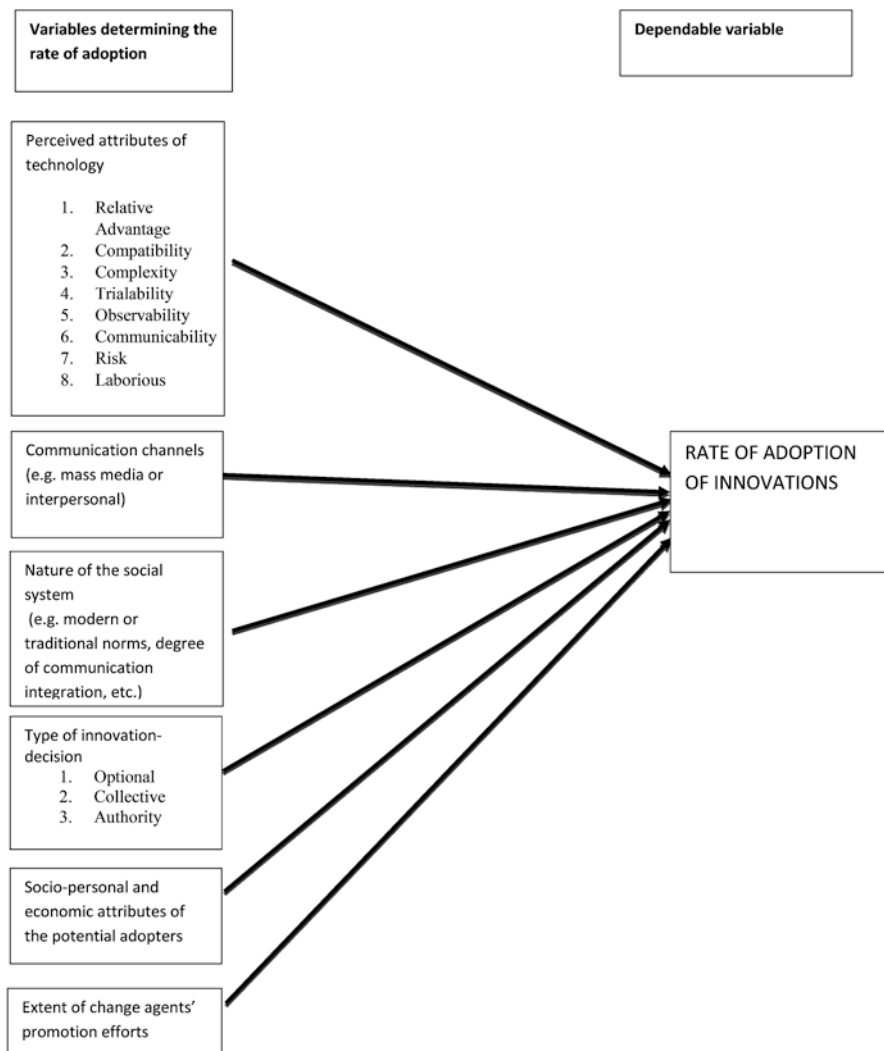 Variables determining the
rate of adoption
Dependable variable
Perceived attributes of
technology
1. Relative
Advantage
2. Compatibility
3. Complexity
4. Trialability
5. Observability
6. Communicability
7. Risk
8. Laborious
Communication channels
(e.g. mass media or
interpersonal)
RATE OF ADOPTION
OF INNOVATIONS
Nature of the social
system
(e.g. modern or
traditional norms, degree
of communication
integration, etc.)
Type of innovation-
decision
1. Optional
2. Collective
3. Authority
Socio-personal and
economic attributes of
the potential adopters
Extent of change agents’
promotion efforts